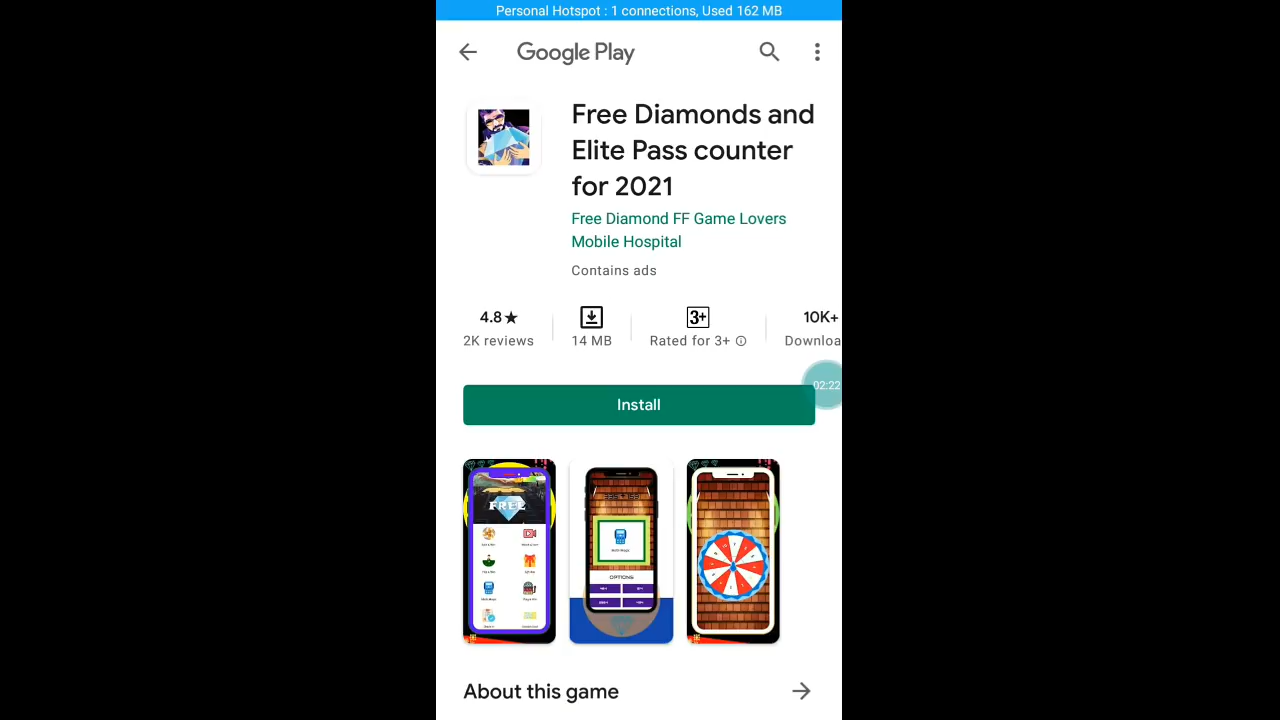 Personal Hotspot : 1 connections, Used 162 MB
Google Play
Free Diamonds and
Elite Pass counter
for 2021
Free Diamond FF Game Lovers
Mobile Hospital
Contains ads
4.8★
2K reviews
14 MB
3+
Rated for 3+
10K+
Downloa
02:22
Install
FREE
OPTIONS
About this game